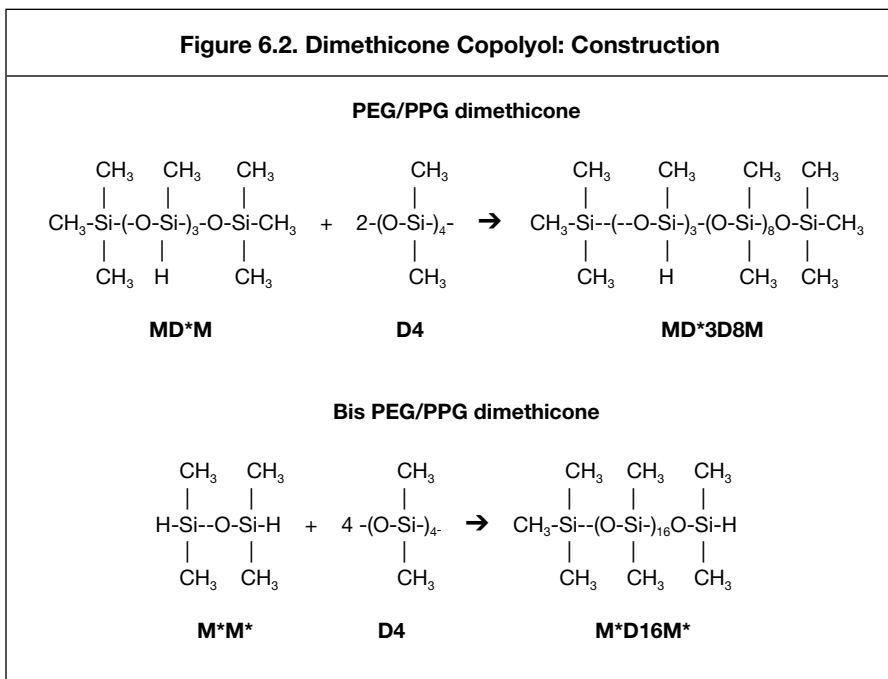 Figure 6.2. Dimethicone Copolyol: Construction
PEG/PPG dimethicone
CH₃ CH₃ CH₃ CH₃ CH₃ CH₃ CH₃ CH₃
CH₃-Si-(-O-Si-)₃-O-Si-CH₃ + 2-(O-Si-)₄- ➔ CH₃-Si--(--O-Si-)₃-(O-Si-)₈O-Si-CH₃
CH₃ H CH₃ CH₃ CH₃ H CH₃ CH₃
MD*M D4 MD*3D8M
Bis PEG/PPG dimethicone
CH₃ CH₃ CH₃ CH₃ CH₃ CH₃
H-Si--O-Si-H + 4 -(O-Si-)₄- ➔ CH₃-Si--(O-Si-)₁₆O-Si-H
CH₃ CH₃ CH₃ CH₃ CH₃ CH₃
M*M* D4 M*D16M*